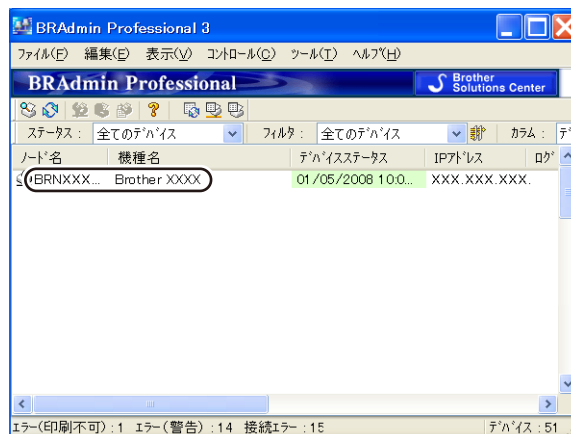 BRAdmin Professional 3
ファイル(F) 編集(E) 表示(V) コントロール(C) ツール(T) ヘルプ(H)
BRAdmin Professional
Brother
Solutions Center
ステータス: 全てのデバイス フィルタ: 全てのデバイス カラム: デ
ノード名 機種名 デバイスステータス IPアドレス ログ
BRNXXX... Brother XXXX 01/05/2008 10:0... XXX.XXX.XXX.
エラー(印刷不可):1 エラー(警告):14 接続エラー:15 デバイス:51